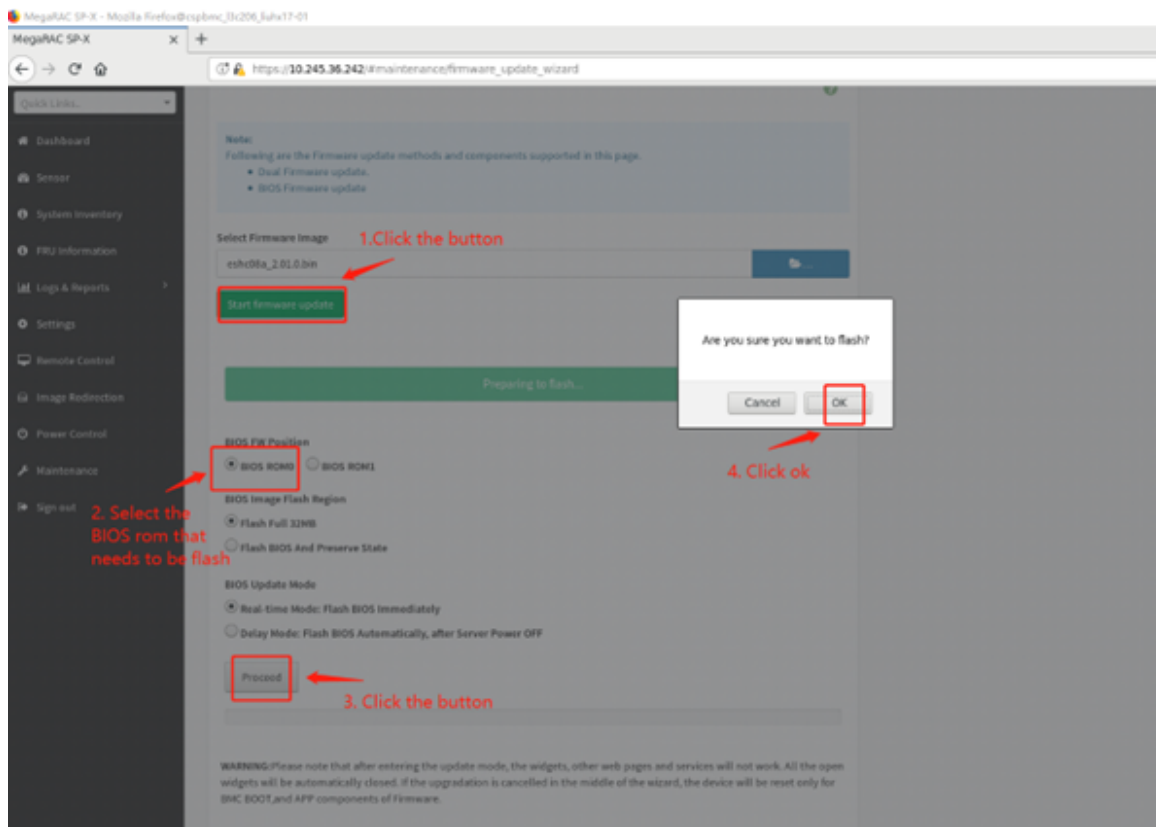 MegaRAC SP-X - Mozilla Firefox@cspbmc_l3c206_liuhx17-01
MegaRAC SP-X
https://10.245.36.242/#maintenance/firmware_update_wizard
Quick Links..
Dashboard
Sensor
System Inventory
FRU Information
Logs & Reports
Settings
Remote Control
Image Redirection
Power Control
Maintenance
Sign out
Note:
Following are the Firmware update methods and components supported in this page.
Dual Firmware update.
BIOS Firmware update
Select Firmware Image
1.Click the button
eshc08a_2.01.0.bin
Start firmware update
Preparing to flash...
Are you sure you want to flash?
Cancel
OK
4. Click ok
BIOS FW Position
BIOS ROM0
BIOS ROM1
2. Select the
BIOS rom that
needs to be flash
BIOS Image Flash Region
Flash Full 32MB
Flash BIOS And Preserve State
BIOS Update Mode
Real-time Mode: Flash BIOS Immediately
Delay Mode: Flash BIOS Automatically, after Server Power OFF
Proceed
3. Click the button
WARNING:Please note that after entering the update mode, the widgets, other web pages and services will not work. All the open
widgets will be automatically closed. If the upgradation is cancelled in the middle of the wizard, the device will be reset only for
BMC BOOT,and APP components of Firmware.